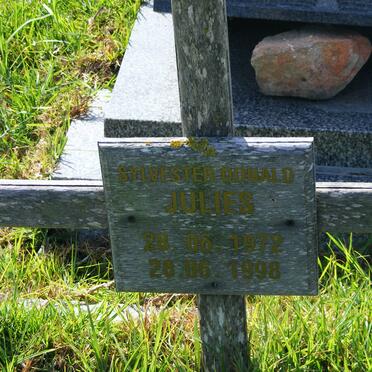 SYLVESTER DONALD
JULIES
28. 06. 1972
28. 06. 1998